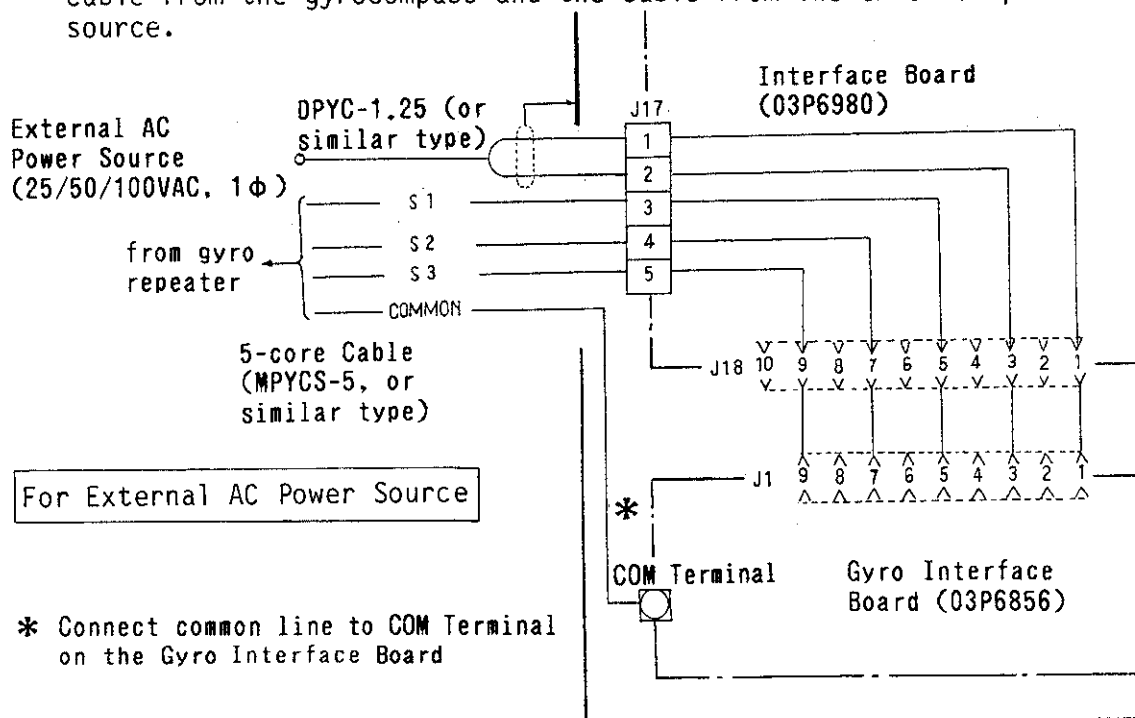 source.
Interface Board
(03P6980)
DPYC-1.25 (or
similar type)
J17
External AC
Power Source
(25/50/100VAC, 1Φ)
1
2
3
4
5
S1
S2
S3
COMMON
from gyro
repeater
5-core Cable
(MPYCS-5, or
similar type)
J18 10 9 8 7 6 5 4 3 2 1
J1 9 8 7 6 5 4 3 2 1
For External AC Power Source
*
COM Terminal
Gyro Interface
Board (03P6856)
* Connect common line to COM Terminal
on the Gyro Interface Board